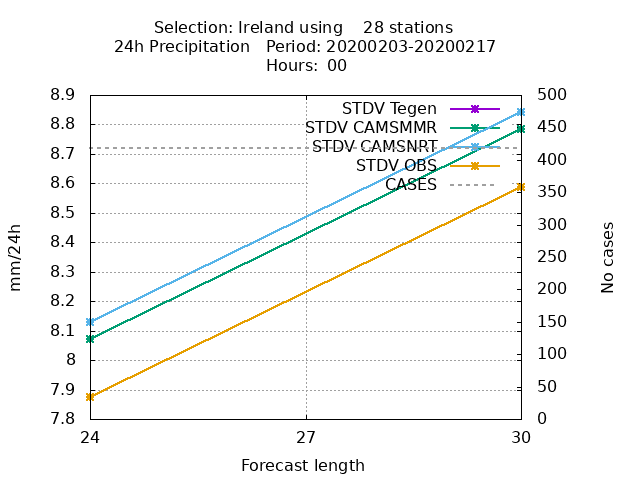 Selection: Ireland using    28 stations
24h Precipitation   Period: 20200203-20200217
Hours:  00
8.9
8.8
8.7
8.6
8.5
8.4
8.3
8.2
8.1
8
7.9
7.8
mm/24h
STDV Tegen
STDV CAMSMMR
STDV CAMSNRT
STDV OBS
CASES
500
450
400
350
300
250
200
150
100
50
0
No cases
24 27 30
Forecast length